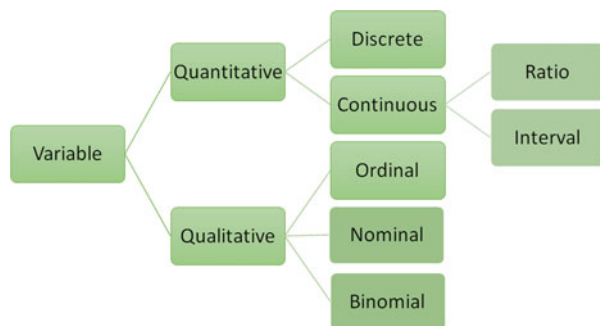 Variable
Quantitative
Discrete
Continuous
Ratio
Interval
Qualitative
Ordinal
Nominal
Binomial